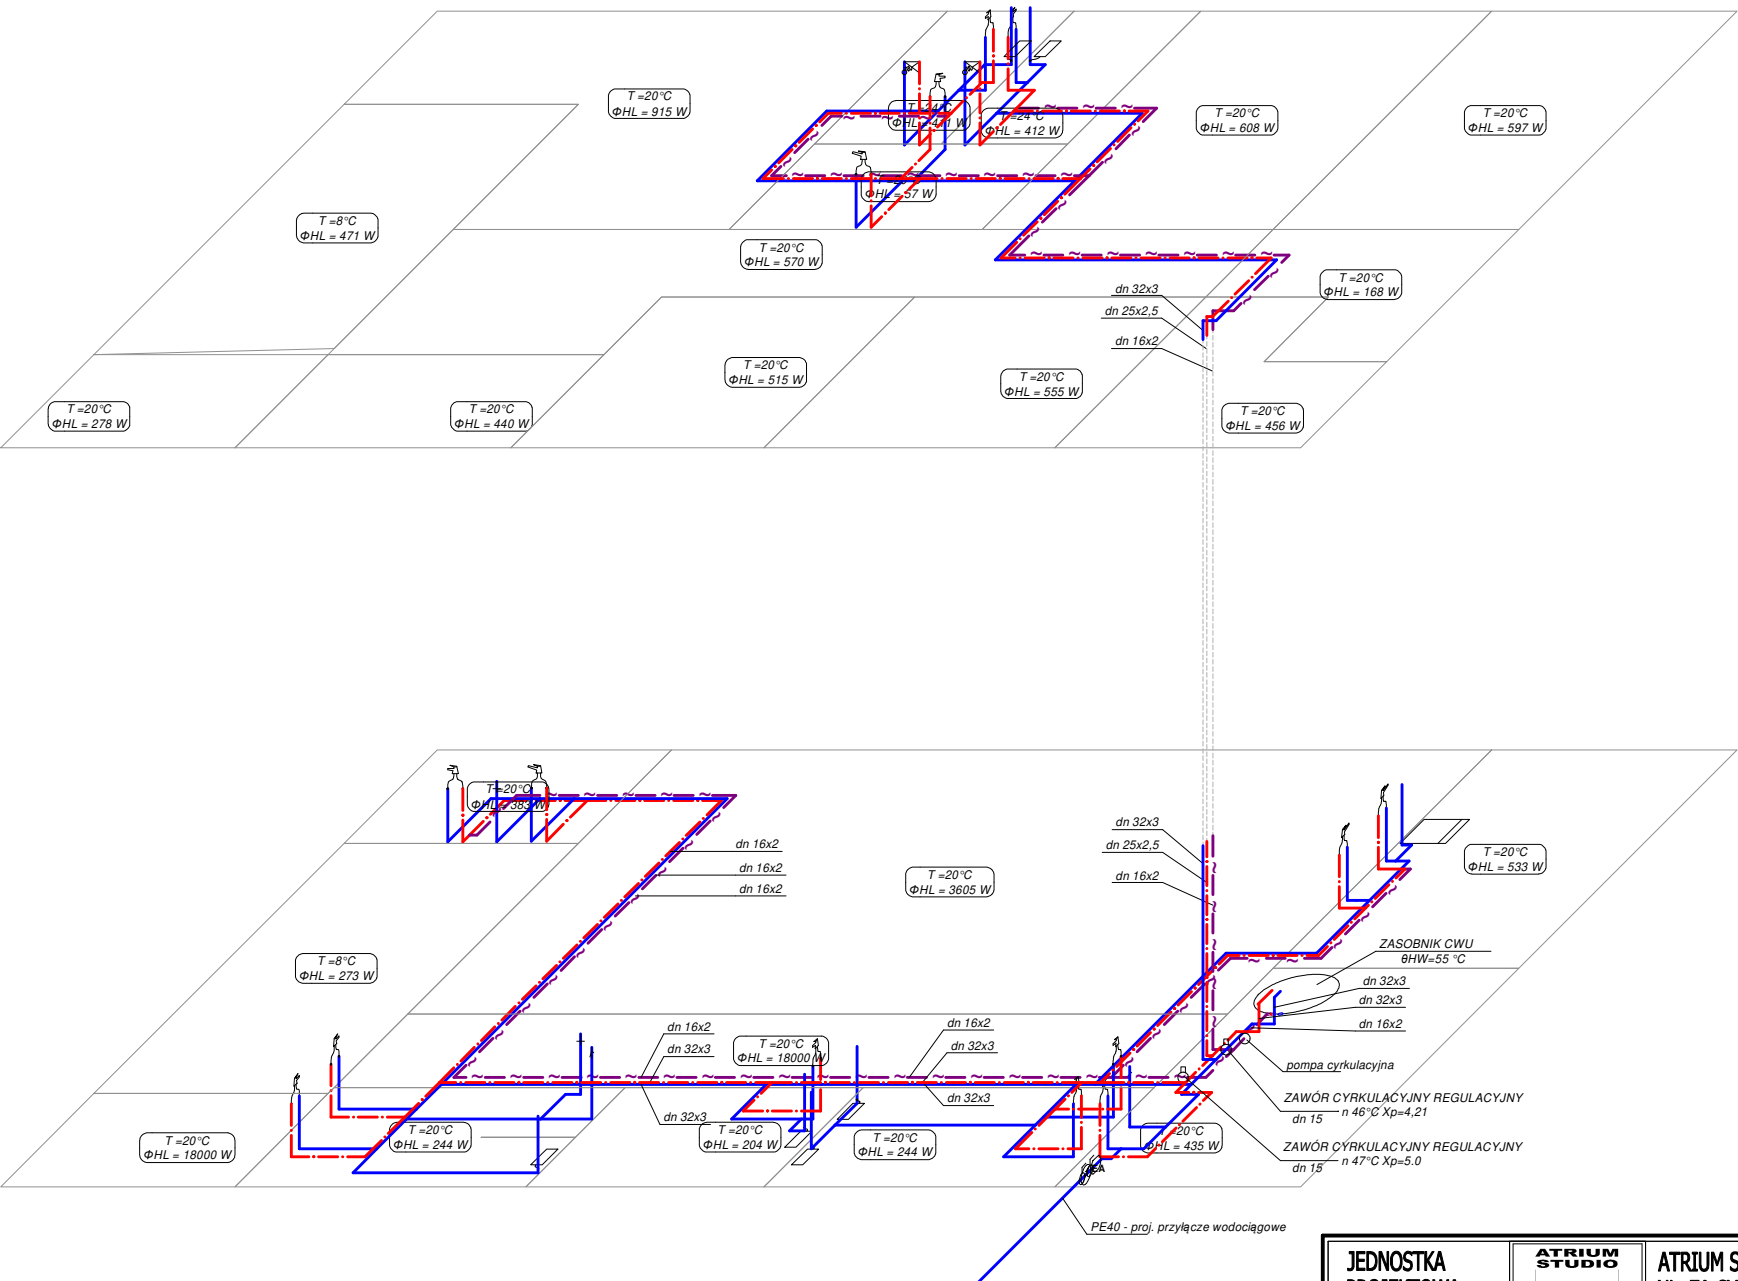 T =20°C
ΦHL = 915 W
T =24°C
ΦHL = 412 W
T =20°C
ΦHL = 608 W
T =20°C
ΦHL = 597 W
ΦHL = 57 W
T =8°C
ΦHL = 471 W
T =20°C
ΦHL = 570 W
T =20°C
ΦHL = 168 W
dn 32x3
dn 25x2,5
dn 16x2
T =20°C
ΦHL = 515 W
T =20°C
ΦHL = 555 W
T =20°C
ΦHL = 278 W
T =20°C
ΦHL = 440 W
T =20°C
ΦHL = 456 W
T =20°C
ΦHL = 383 W
dn 16x2
dn 16x2
dn 16x2
dn 32x3
dn 25x2,5
dn 16x2
T =20°C
ΦHL = 3605 W
T =20°C
ΦHL = 533 W
T =8°C
ΦHL = 273 W
ZASOBNIK CWU
θHW=55 °C
dn 32x3
dn 32x3
dn 16x2
dn 16x2
dn 32x3
T =20°C
ΦHL = 18000 W
dn 16x2
dn 32x3
pompa cyrkulacyjna
dn 32x3
dn 32x3
ZAWÓR CYRKULACYJNY REGULACYJNY
n 46°C Xp=4,21
dn 15
T =20°C
ΦHL = 18000 W
T =20°C
ΦHL = 244 W
T =20°C
ΦHL = 204 W
T =20°C
ΦHL = 244 W
=20°C
ΦHL = 435 W
ZAWÓR CYRKULACYJNY REGULACYJNY
n 47°C Xp=5.0
dn 15
PE40 - proj. przyłącze wodociągowe
JEDNOSTKA
ATRIUM
STUDIO
ATRIUM S